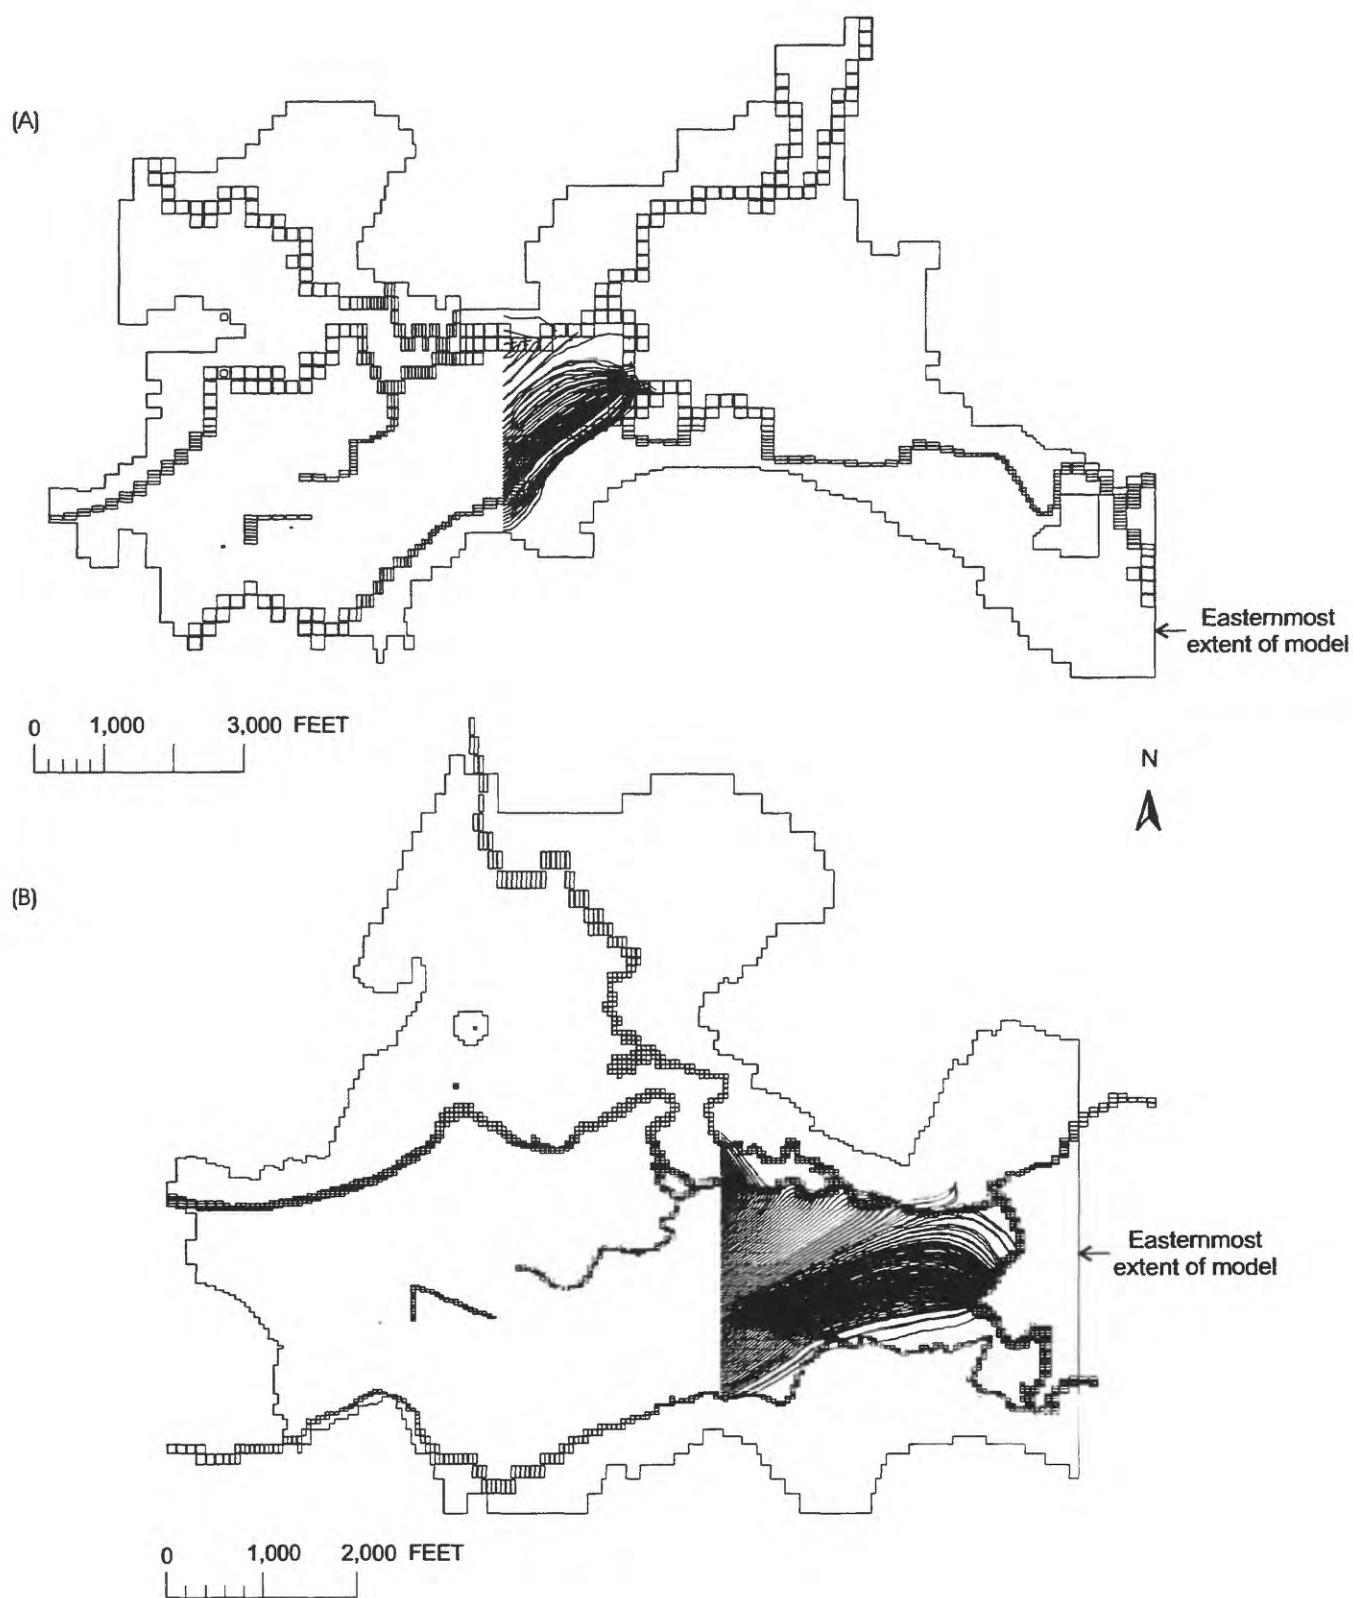 (A)
Easternmost
extent of model
0 1,000 3,000 FEET
N
(B)
Easternmost
extent of model
0 1,000 2,000 FEET